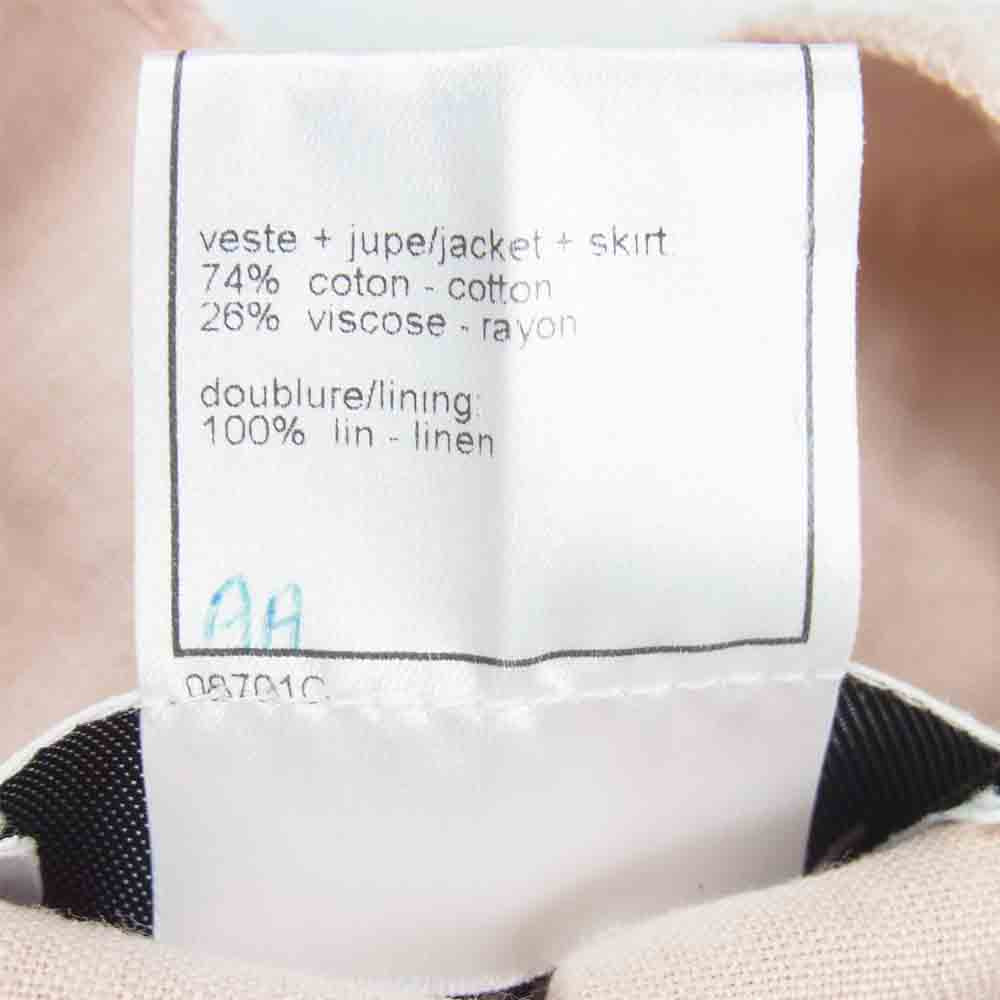 veste + jupe/jacket + skirt:
74% coton - cotton
26% viscose - rayon
doublure/lining:
100% lin - linen
AA
08701C